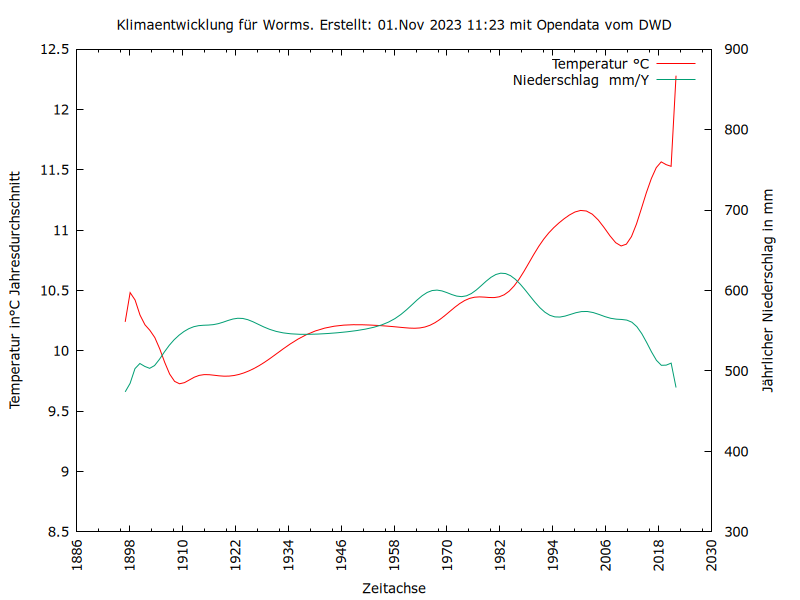 Klimaentwicklung für Worms. Erstellt: 01.Nov 2023 11:23 mit Opendata vom DWD
Temperatur °C
Niederschlag  mm/Y
Temperatur in°C Jahresdurchschnitt
12.5
12
11.5
11
10.5
10
9.5
9
8.5
900
800
700
600
500
400
300
Jährlicher Niederschlag in mm
1886 1898 1910 1922 1934 1946 1958 1970 1982 1994 2006 2018 2030
Zeitachse